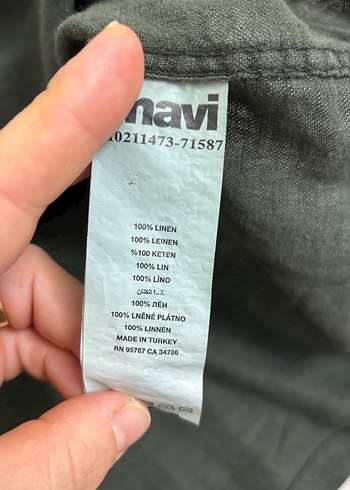 mavi
10211473-71587
100% LINEN
100% LEINEN
%100 KETEN
100% LIN
100% LÍNO
100% ЛЁН
100% LNĚNÉ PLÁTNO
100% LINNEN
MADE IN TURKEY
RN 95767 CA 34786